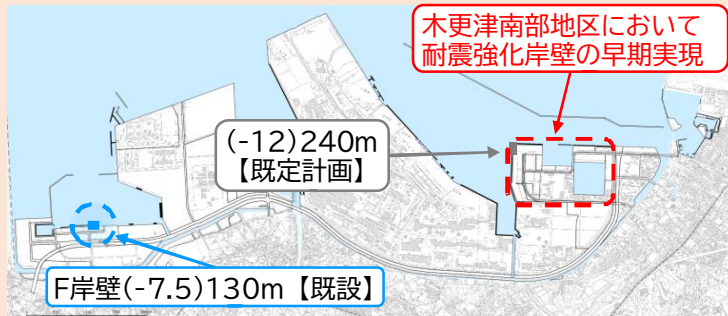 木更津南部地区において
耐震強化岸壁の早期実現
(-12)240m
【既定計画】
F岸壁(-7.5)130m【既設】